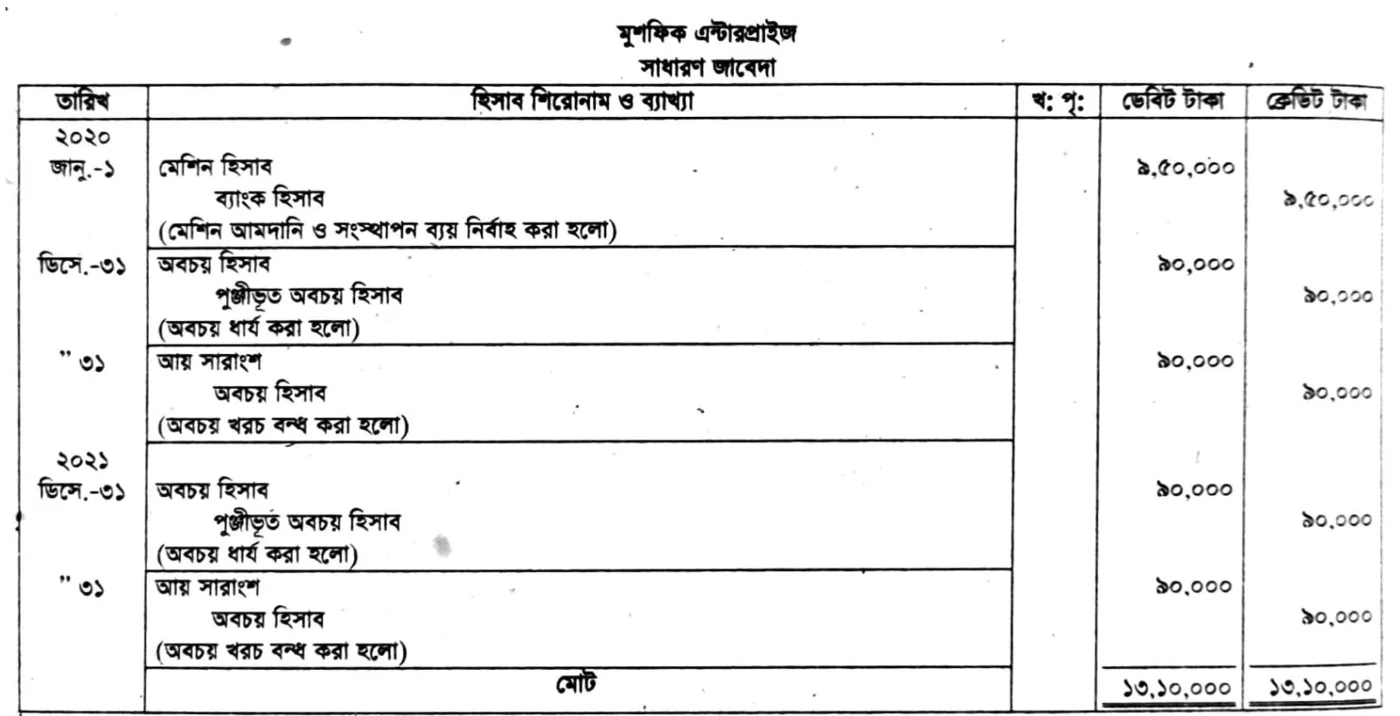 মুশফিক এন্টারপ্রাইজ
সাধারণ জাবেদা
তারিখ হিসাব শিরোনাম ও ব্যাখ্যা খ: পৃ: ডেবিট টাকা ক্রেডিট টাকা
২০২০
জানু.-১ মেশিন হিসাব ৯,৫০,০০০
ব্যাংক হিসাব ৯,৫০,০০০
(মেশিন আমদানি ও সংস্থাপন ব্যয় নির্বাহ করা হলো)
ডিসে.-৩১ অবচয় হিসাব ৯০,০০০
পুঞ্জীভূত অবচয় হিসাব ৯০,০০০
(অবচয় ধার্য করা হলো)
” ৩১ আয় সারাংশ ৯০,০০০
অবচয় হিসাব ৯০,০০০
(অবচয় খরচ বন্ধ করা হলো)
২০২১
ডিসে.-৩১ অবচয় হিসাব ৯০,০০০
পুঞ্জীভূত অবচয় হিসাব ৯০,০০০
(অবচয় ধার্য করা হলো)
” ৩১ আয় সারাংশ ৯০,০০০
অবচয় হিসাব ৯০,০০০
(অবচয় খরচ বন্ধ করা হলো)
মোট ১৩,১০,০০০ ১৩,১০,০০০